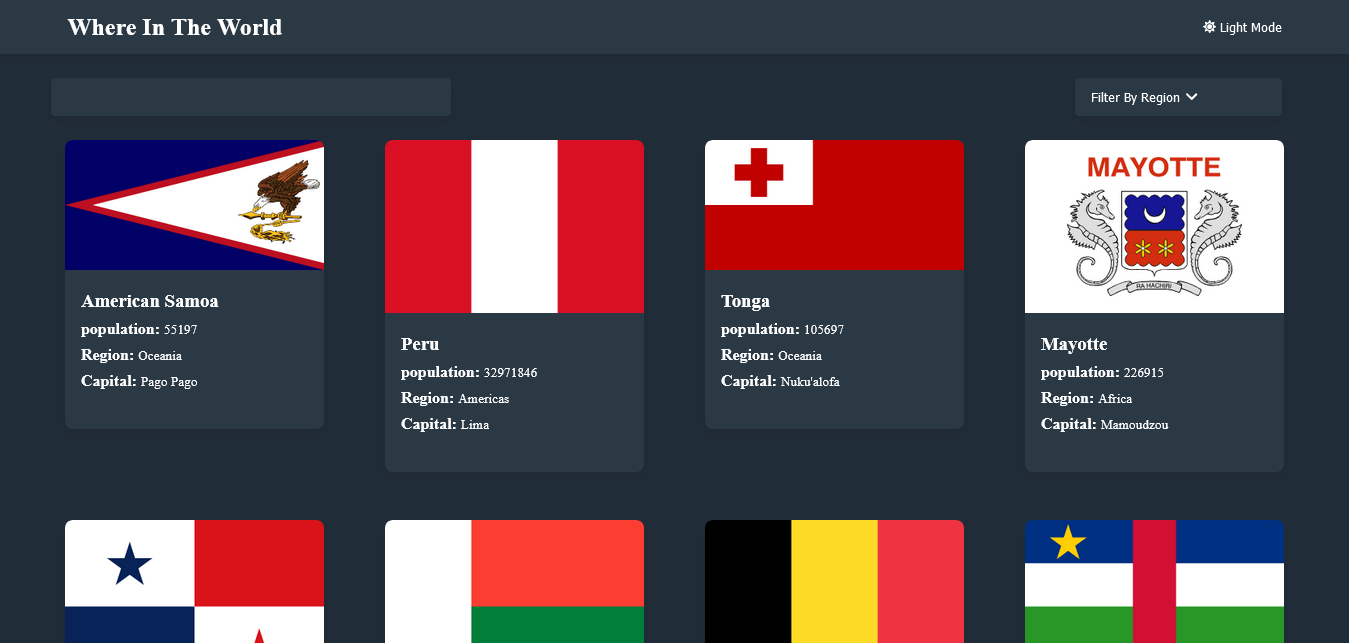 Where In The World
Light Mode
Filter By Region
American Samoa
population: 55197
Region: Oceania
Capital: Pago Pago
Peru
population: 32971846
Region: Americas
Capital: Lima
Tonga
population: 105697
Region: Oceania
Capital: Nuku'alofa
MAYOTTE
RA HACHIRI
Mayotte
population: 226915
Region: Africa
Capital: Mamoudzou